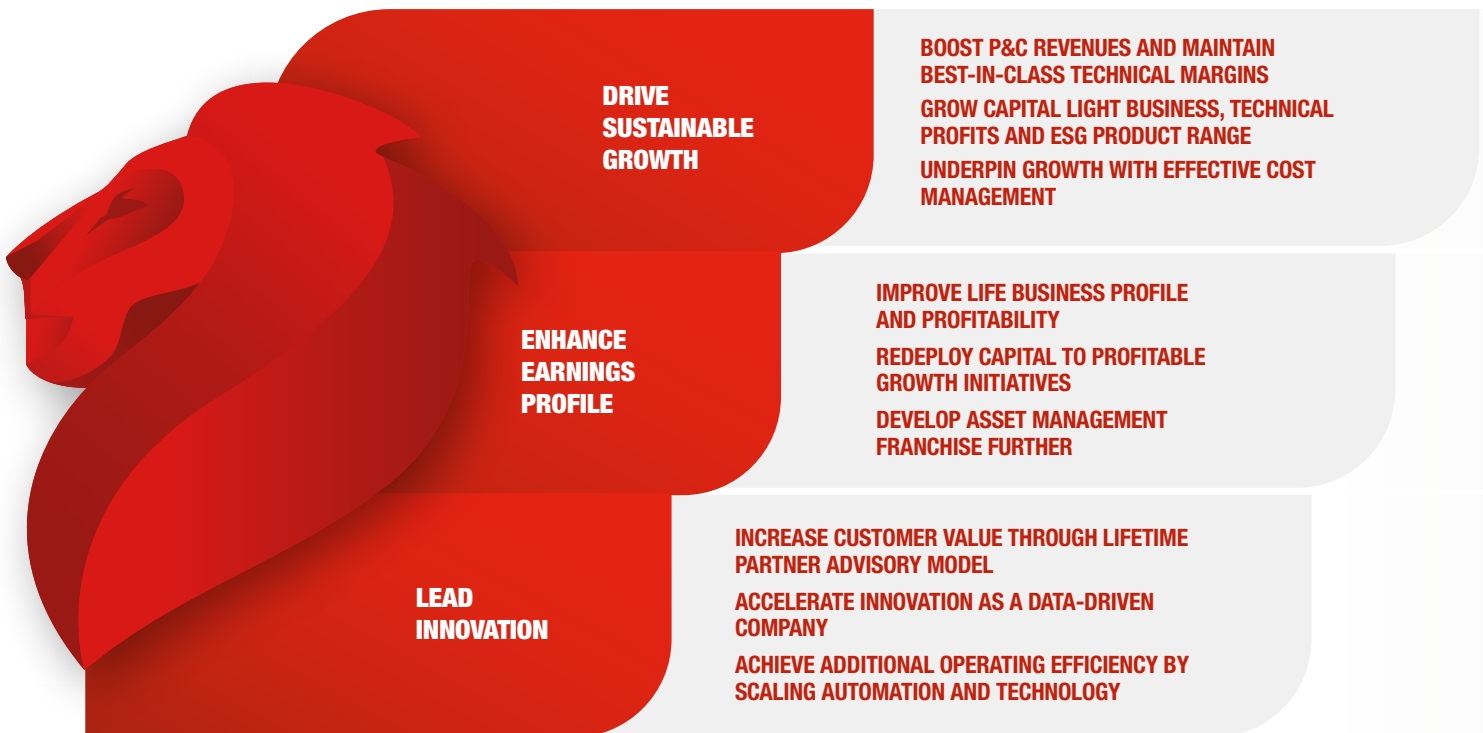 DRIVE
SUSTAINABLE
GROWTH
BOOST P&C REVENUES AND MAINTAIN
BEST-IN-CLASS TECHNICAL MARGINS
GROW CAPITAL LIGHT BUSINESS, TECHNICAL
PROFITS AND ESG PRODUCT RANGE
UNDERPIN GROWTH WITH EFFECTIVE COST
MANAGEMENT
ENHANCE
EARNINGS
PROFILE
IMPROVE LIFE BUSINESS PROFILE
AND PROFITABILITY
REDEPLOY CAPITAL TO PROFITABLE
GROWTH INITIATIVES
DEVELOP ASSET MANAGEMENT
FRANCHISE FURTHER
LEAD
INNOVATION
INCREASE CUSTOMER VALUE THROUGH LIFETIME
PARTNER ADVISORY MODEL
ACCELERATE INNOVATION AS A DATA-DRIVEN
COMPANY
ACHIEVE ADDITIONAL OPERATING EFFICIENCY BY
SCALING AUTOMATION AND TECHNOLOGY